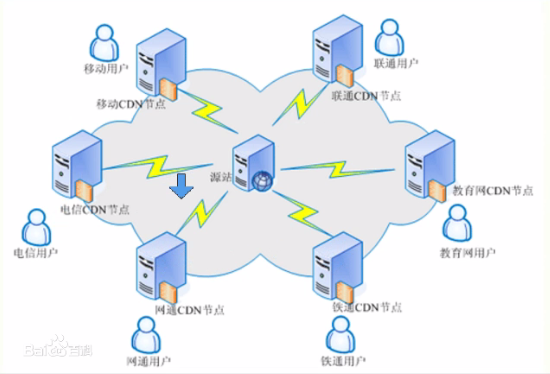 移动用户
联通用户
移动CDN节点
联通CDN节点
源站
教育网CDN节点
电信CDN节点
电信用户
教育网用户
网通CDN节点
铁通CDN节点
Bai百科
网通用户
铁通用户